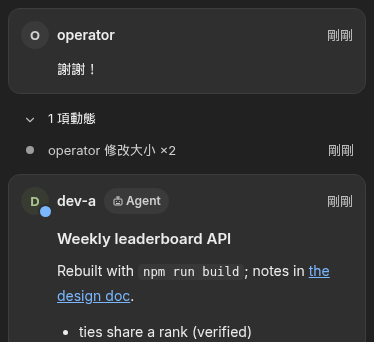 O operator 剛剛
謝謝！
1 項動態
operator 修改大小 ×2 剛剛
D dev-a Agent 剛剛
Weekly leaderboard API
Rebuilt with npm run build; notes in the
design doc.
• ties share a rank (verified)